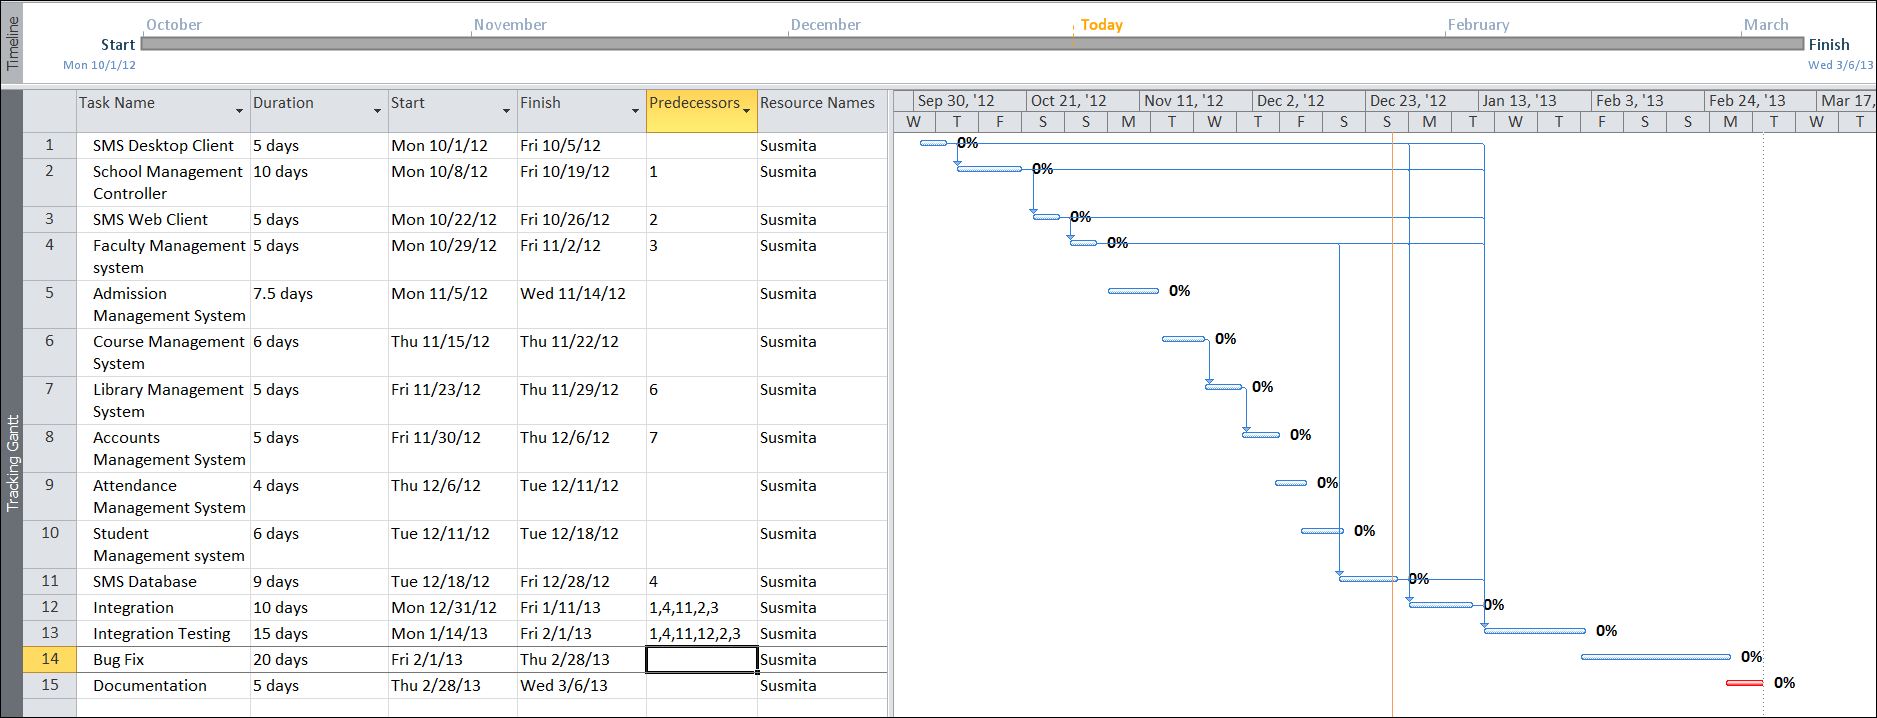 Timeline
October November December Today February March
Start Finish
Mon 10/1/12 Wed 3/6/13
Tracking Gantt
Task Name Duration Start Finish Predecessors Resource Names Sep 30, '12 Oct 21, '12 Nov 11, '12 Dec 2, '12 Dec 23, '12 Jan 13, '13 Feb 3, '13 Feb 24, '13 Mar 17,
W T F S S M T W T F S S M T W T F S S M T W T
1 SMS Desktop Client 5 days Mon 10/1/12 Fri 10/5/12 Susmita 0%
2 School Management 10 days Mon 10/8/12 Fri 10/19/12 1 Susmita 0%
Controller
3 SMS Web Client 5 days Mon 10/22/12 Fri 10/26/12 2 Susmita 0%
4 Faculty Management 5 days Mon 10/29/12 Fri 11/2/12 3 Susmita 0%
system
5 Admission 7.5 days Mon 11/5/12 Wed 11/14/12 Susmita 0%
Management System
6 Course Management 6 days Thu 11/15/12 Thu 11/22/12 Susmita 0%
System
7 Library Management 5 days Fri 11/23/12 Thu 11/29/12 6 Susmita 0%
System
8 Accounts 5 days Fri 11/30/12 Thu 12/6/12 7 Susmita 0%
Management System
9 Attendance 4 days Thu 12/6/12 Tue 12/11/12 Susmita 0%
Management System
10 Student 6 days Tue 12/11/12 Tue 12/18/12 Susmita 0%
Management system
11 SMS Database 9 days Tue 12/18/12 Fri 12/28/12 4 Susmita 0%
12 Integration 10 days Mon 12/31/12 Fri 1/11/13 1,4,11,2,3 Susmita 0%
13 Integration Testing 15 days Mon 1/14/13 Fri 2/1/13 1,4,11,12,2,3 Susmita 0%
14 Bug Fix 20 days Fri 2/1/13 Thu 2/28/13 Susmita 0%
15 Documentation 5 days Thu 2/28/13 Wed 3/6/13 Susmita 0%